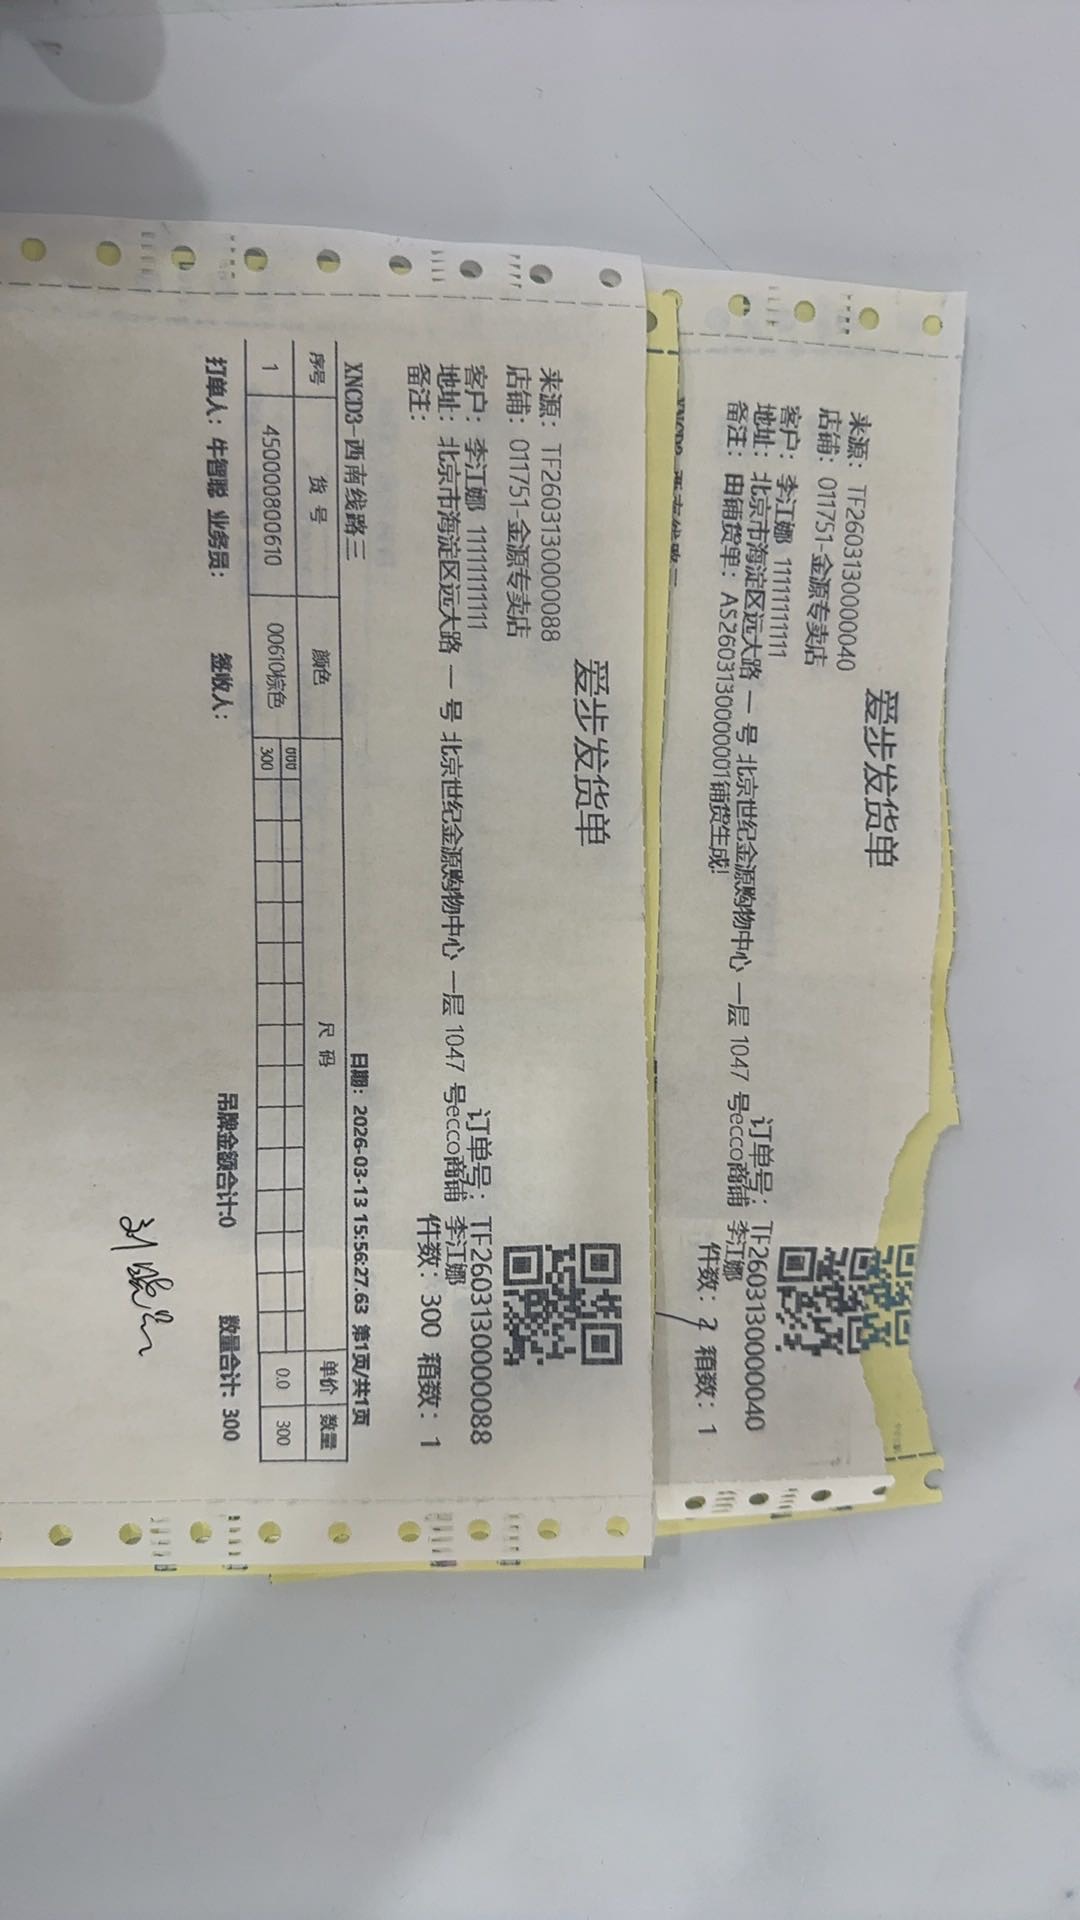 爱步发货单
来源：TF260313000040
店铺：011751-金源专卖店
订单号：TF260313000040
客户：李江娜 1111111111
地址：北京市海淀区远大路 一 号 北京世纪金源购物中心 一层 1047 号ecco商铺 李江娜
备注：由铺货单：AS260313000001铺货生成!
件数：2 箱数：1
爱步发货单
来源：TF260313000088
店铺：011751-金源专卖店
订单号：TF260313000088
客户：李江娜 1111111111
地址：北京市海淀区远大路 一 号 北京世纪金源购物中心 一层 1047 号ecco商铺 李江娜
备注：
件数：300 箱数：1
XNCD3-西南线路三 日期：2026-03-13 15:56:27.63 第1页/共1页
序号 货 号 颜色 尺 码 单价 数量
000
1 45000080061​0 00610棕色 300 0.0 300
打单人：牛智聪 业务员： 签收人： 吊牌金额合计-0 数量合计：300